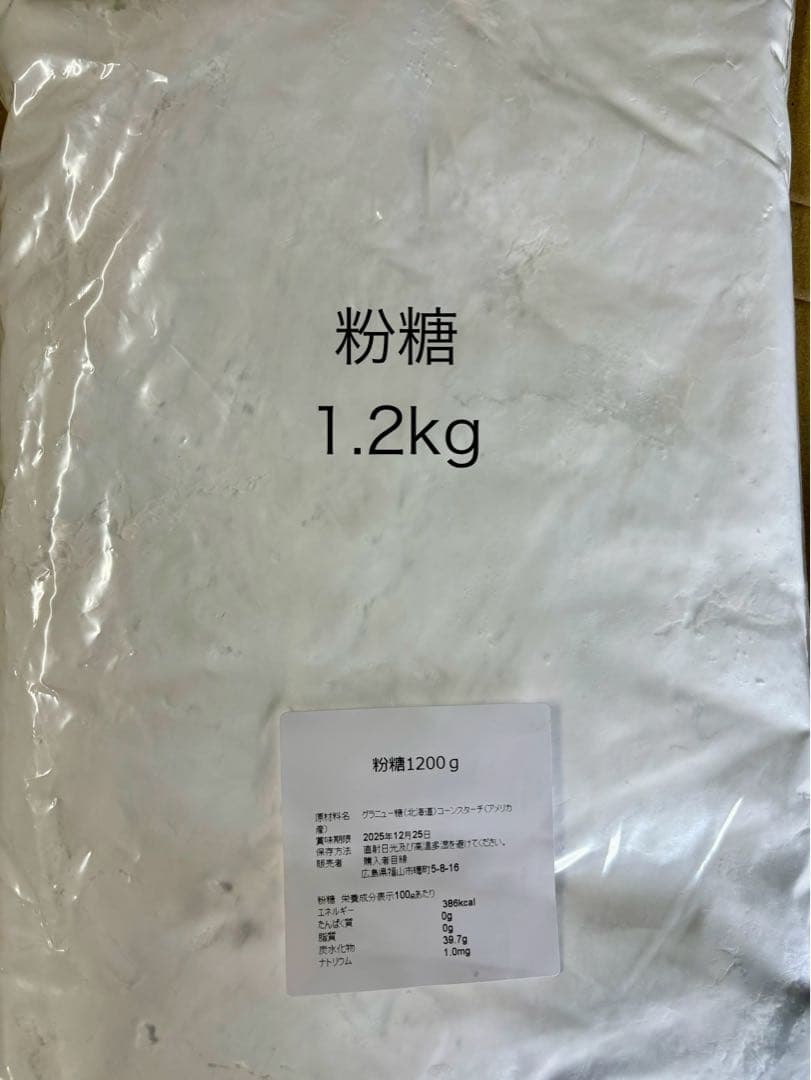 粉糖
1.2kg
粉糖1200g
原材料名 グラニュー糖(北海道)コーンスターチ(アメリカ
産)
賞味期限 2025年12月25日
保存方法 直射日光及び高温多湿を避けてください。
販売者 購入者目線
広島県福山市曙町5-8-16
粉糖 栄養成分表示100gあたり
エネルギー 386kcal
たんぱく質 0g
脂質 0g
炭水化物 39.7g
ナトリウム 1.0mg